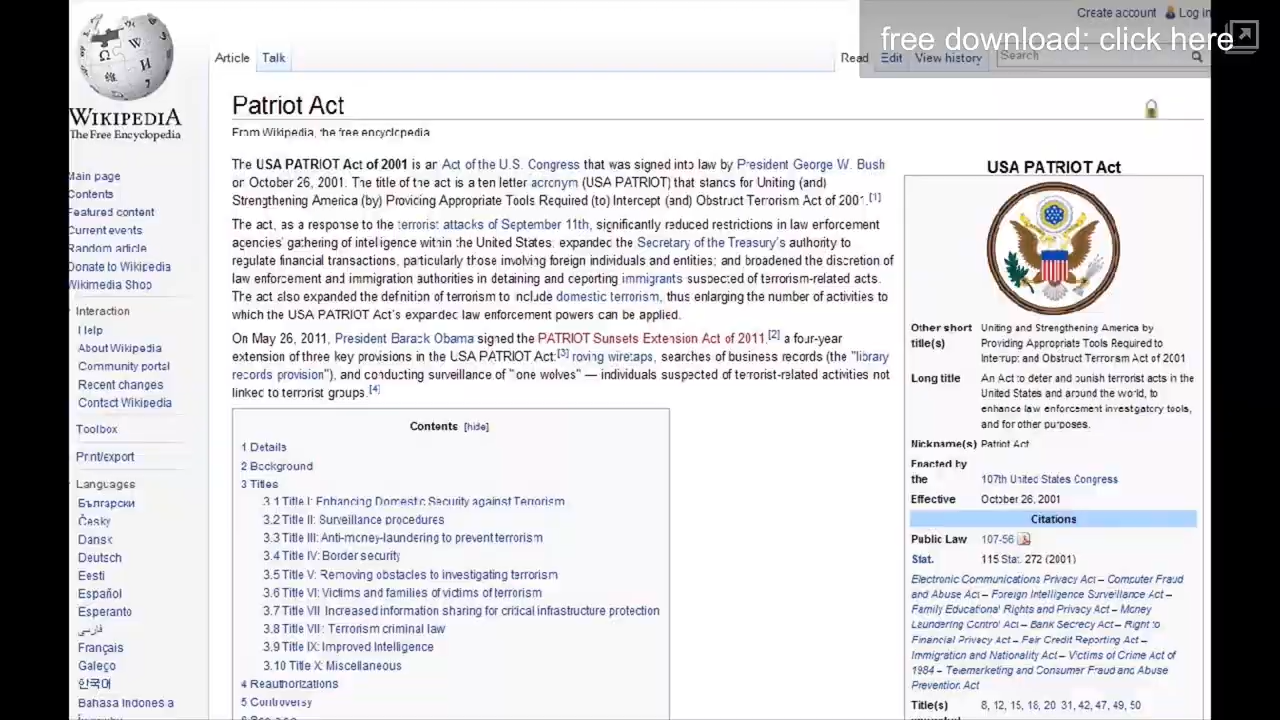 Create account Log in
free download: click here
Article Talk
Read Edit View history Search
WIKIPEDIA
The Free Encyclopedia
Main page
Contents
Featured content
Current events
Random article
Donate to Wikipedia
Wikimedia Shop
Interaction
Help
About Wikipedia
Community portal
Recent changes
Contact Wikipedia
Toolbox
Print/export
Languages
Български
Česky
Dansk
Deutsch
Eesti
Español
Esperanto
فارسی
Français
Galego
한국어
Bahasa Indonesia
Patriot Act
From Wikipedia, the free encyclopedia
The USA PATRIOT Act of 2001 is an Act of the U.S. Congress that was signed into law by President George W. Bush
on October 26, 2001. The title of the act is a ten letter acronym (USA PATRIOT) that stands for Uniting (and)
Strengthening America (by) Providing Appropriate Tools Required (to) Intercept (and) Obstruct Terrorism Act of 2001.[1]
The act, as a response to the terrorist attacks of September 11th, significantly reduced restrictions in law enforcement
agencies' gathering of intelligence within the United States; expanded the Secretary of the Treasury's authority to
regulate financial transactions, particularly those involving foreign individuals and entities; and broadened the discretion of
law enforcement and immigration authorities in detaining and deporting immigrants suspected of terrorism-related acts.
The act also expanded the definition of terrorism to include domestic terrorism, thus enlarging the number of activities to
which the USA PATRIOT Act's expanded law enforcement powers can be applied.
On May 26, 2011, President Barack Obama signed the PATRIOT Sunsets Extension Act of 2011,[2] a four-year
extension of three key provisions in the USA PATRIOT Act:[3] roving wiretaps, searches of business records (the "library
records provision"), and conducting surveillance of "lone wolves" — individuals suspected of terrorist-related activities not
linked to terrorist groups.[4]
Contents [hide]
1 Details
2 Background
3 Titles
3.1 Title I: Enhancing Domestic Security against Terrorism
3.2 Title II: Surveillance procedures
3.3 Title III: Anti-money-laundering to prevent terrorism
3.4 Title IV: Border security
3.5 Title V: Removing obstacles to investigating terrorism
3.6 Title VI: Victims and families of victims of terrorism
3.7 Title VII: Increased information sharing for critical infrastructure protection
3.8 Title VIII: Terrorism criminal law
3.9 Title IX: Improved Intelligence
3.10 Title X: Miscellaneous
4 Reauthorizations
5 Controversy
USA PATRIOT Act
Other short title(s) Uniting and Strengthening America by
Providing Appropriate Tools Required to
Intercept and Obstruct Terrorism Act of 2001
Long title An Act to deter and punish terrorist acts in the
United States and around the world, to
enhance law enforcement investigatory tools,
and for other purposes.
Nickname(s) Patriot Act
Enacted by
the 107th United States Congress
Effective October 26, 2001
Citations
Public Law 107-56
Stat. 115 Stat. 272 (2001)
Electronic Communications Privacy Act – Computer Fraud
and Abuse Act – Foreign Intelligence Surveillance Act –
Family Educational Rights and Privacy Act – Money
Laundering Control Act – Bank Secrecy Act – Right to
Financial Privacy Act – Fair Credit Reporting Act –
Immigration and Nationality Act – Victims of Crime Act of
1984 – Telemarketing and Consumer Fraud and Abuse
Prevention Act
Title(s) 8, 12, 15, 18, 20, 31, 42, 47, 49, 50